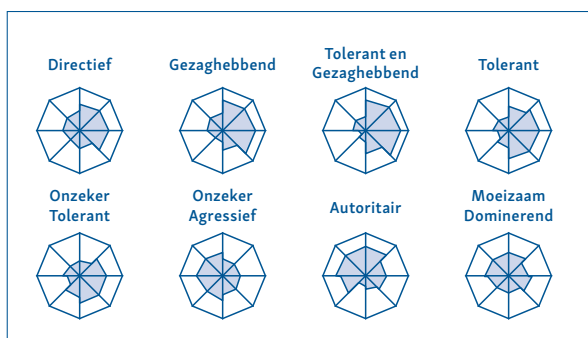 Directief
Gezaghebbend
Tolerant en
Gezaghebbend
Tolerant
Onzeker
Tolerant
Onzeker
Agressief
Autoritair
Moeizaam
Dominerend